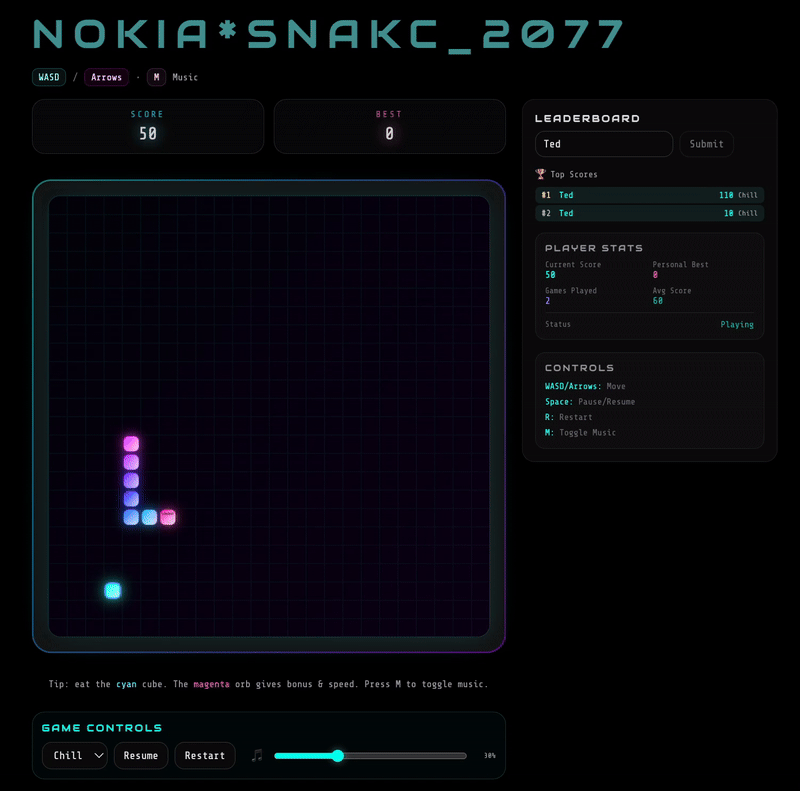 NOKIA*SNAKC_2077
WASD / Arrows · M Music
SCORE
50
BEST
0
Tip: eat the cyan cube. The magenta orb gives bonus & speed. Press M to toggle music.
GAME CONTROLS
Chill Resume Restart 30%
LEADERBOARD
Ted Submit
Top Scores
#1 Ted 110 Chill
#2 Ted 10 Chill
PLAYER STATS
Current Score Personal Best
50 0
Games Played Avg Score
2 60
Status Playing
CONTROLS
WASD/Arrows: Move
Space: Pause/Resume
R: Restart
M: Toggle Music